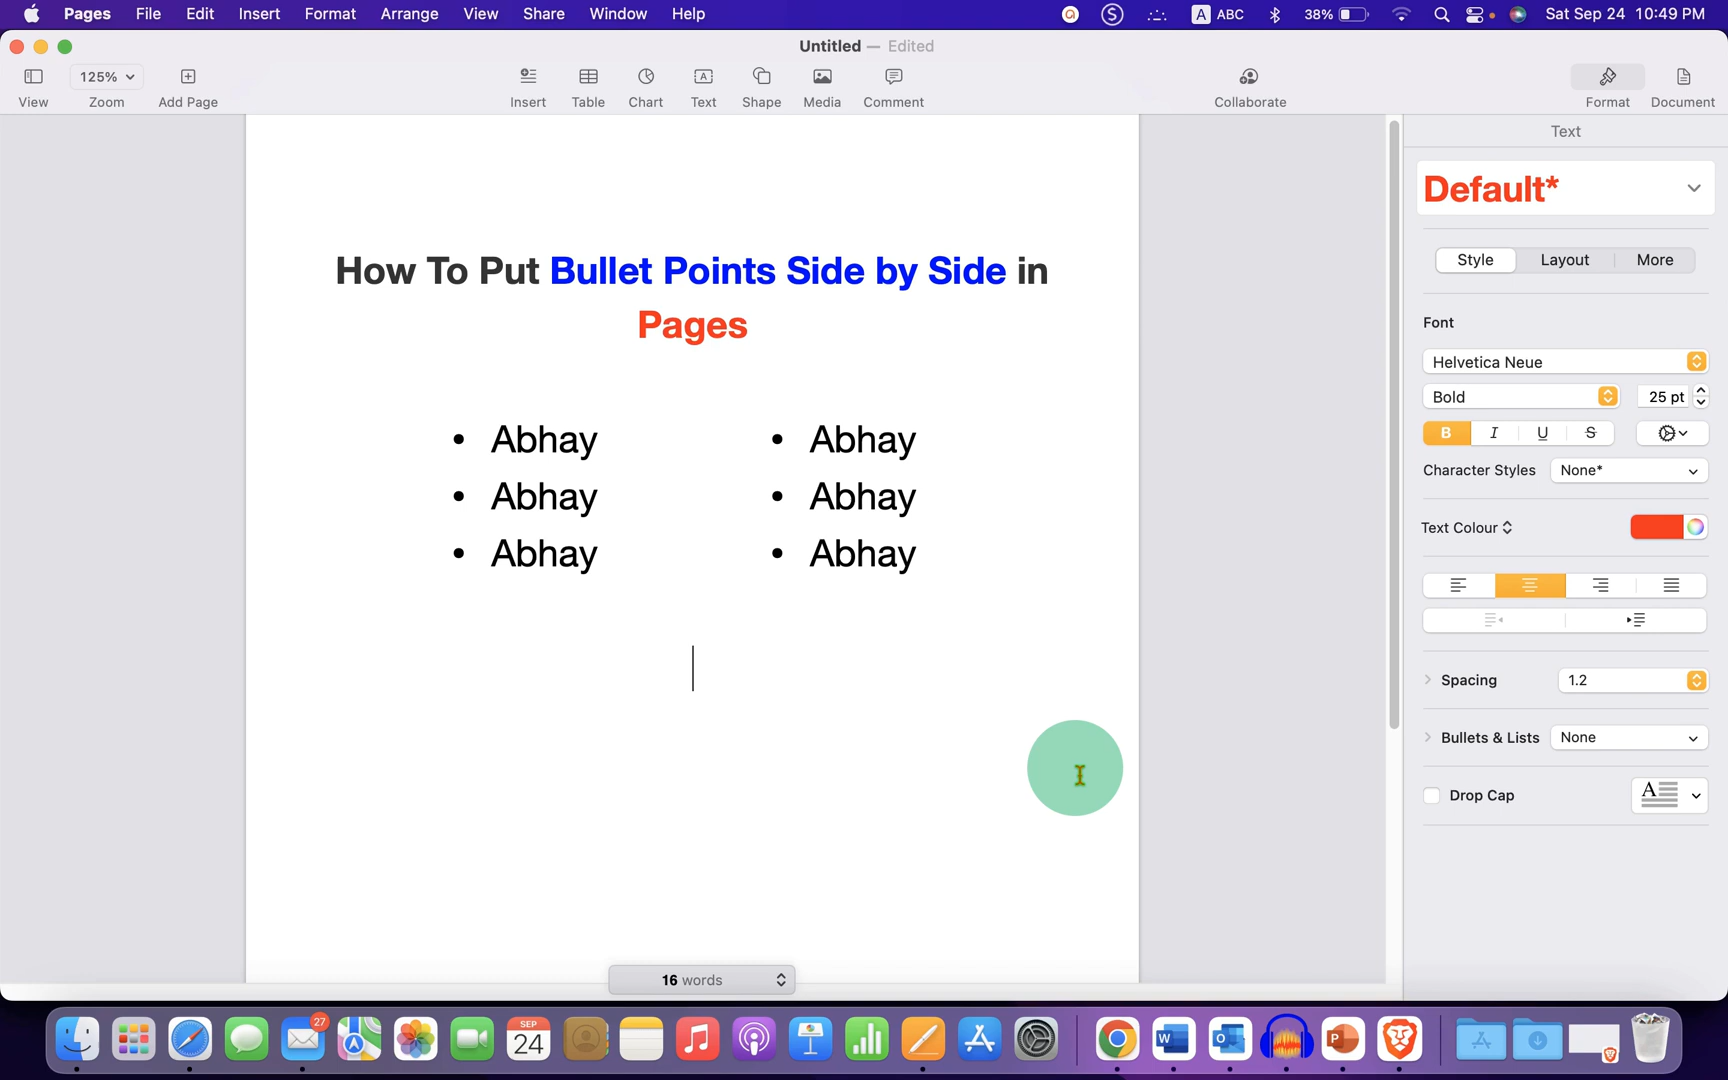 Pages File Edit Insert Format Arrange View Share Window Help
A ABC 38% Sat Sep 24 10:49 PM
Untitled — Edited
125%
View Zoom Add Page Insert Table Chart Text Shape Media Comment Collaborate Format Document
Text
Default*
Style Layout More
How To Put Bullet Points Side by Side in
Pages
• Abhay • Abhay
• Abhay • Abhay
• Abhay • Abhay
Font
Helvetica Neue
Bold 25 pt
B I U S
Character Styles None*
Text Colour
Spacing 1.2
Bullets & Lists None
Drop Cap A
16 words
27
SEP
24